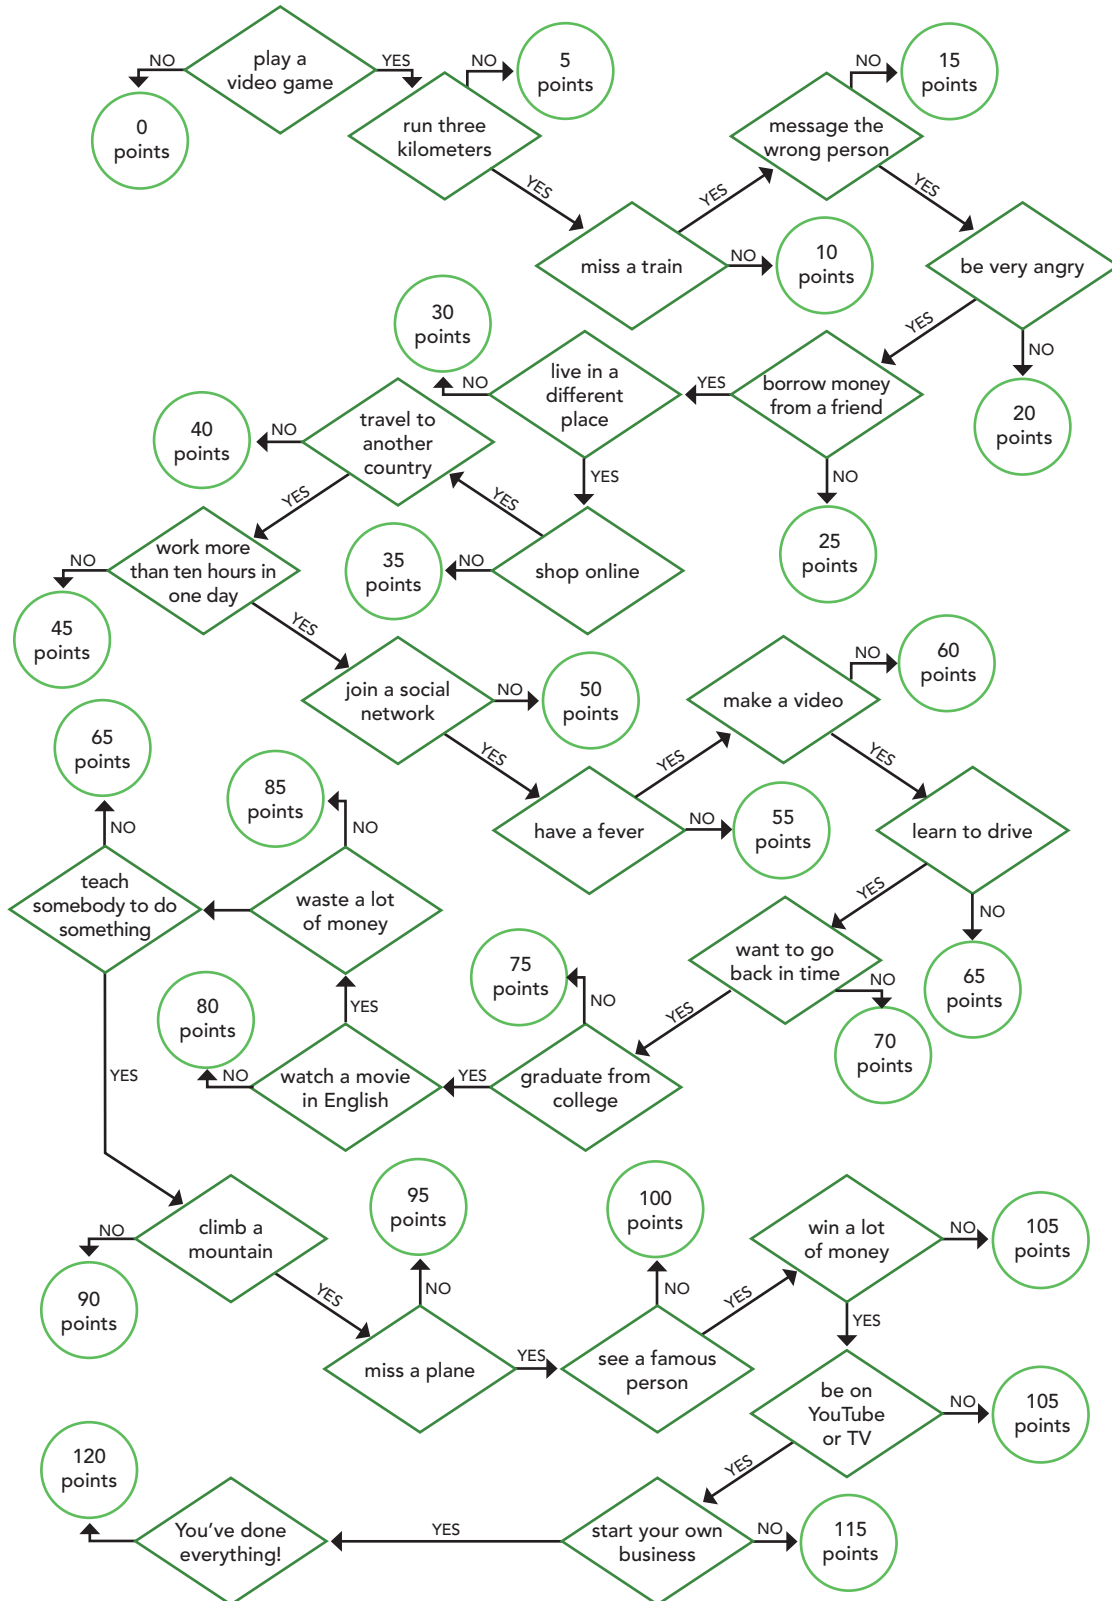 play a
video game
NO
YES
0
points
run three
kilometers
NO
5
points
YES
miss a train
NO
10
points
YES
message the
wrong person
NO
15
points
YES
be very angry
NO
20
points
YES
borrow money
from a friend
NO
25
points
YES
live in a
different
place
NO
30
points
YES
shop online
NO
35
points
YES
travel to
another
country
NO
40
points
YES
work more
than ten hours in
one day
NO
45
points
YES
join a social
network
NO
50
points
YES
have a fever
NO
55
points
YES
make a video
NO
60
points
YES
learn to drive
NO
65
points
YES
want to go
back in time
NO
70
points
YES
graduate from
college
NO
75
points
YES
watch a movie
in English
NO
80
points
YES
waste a lot
of money
NO
85
points
teach
somebody to do
something
NO
65
points
YES
climb a
mountain
NO
90
points
YES
miss a plane
NO
95
points
YES
see a famous
person
NO
100
points
YES
win a lot
of money
NO
105
points
YES
be on
YouTube
or TV
NO
105
points
YES
start your own
business
NO
115
points
YES
You've done
everything!
120
points